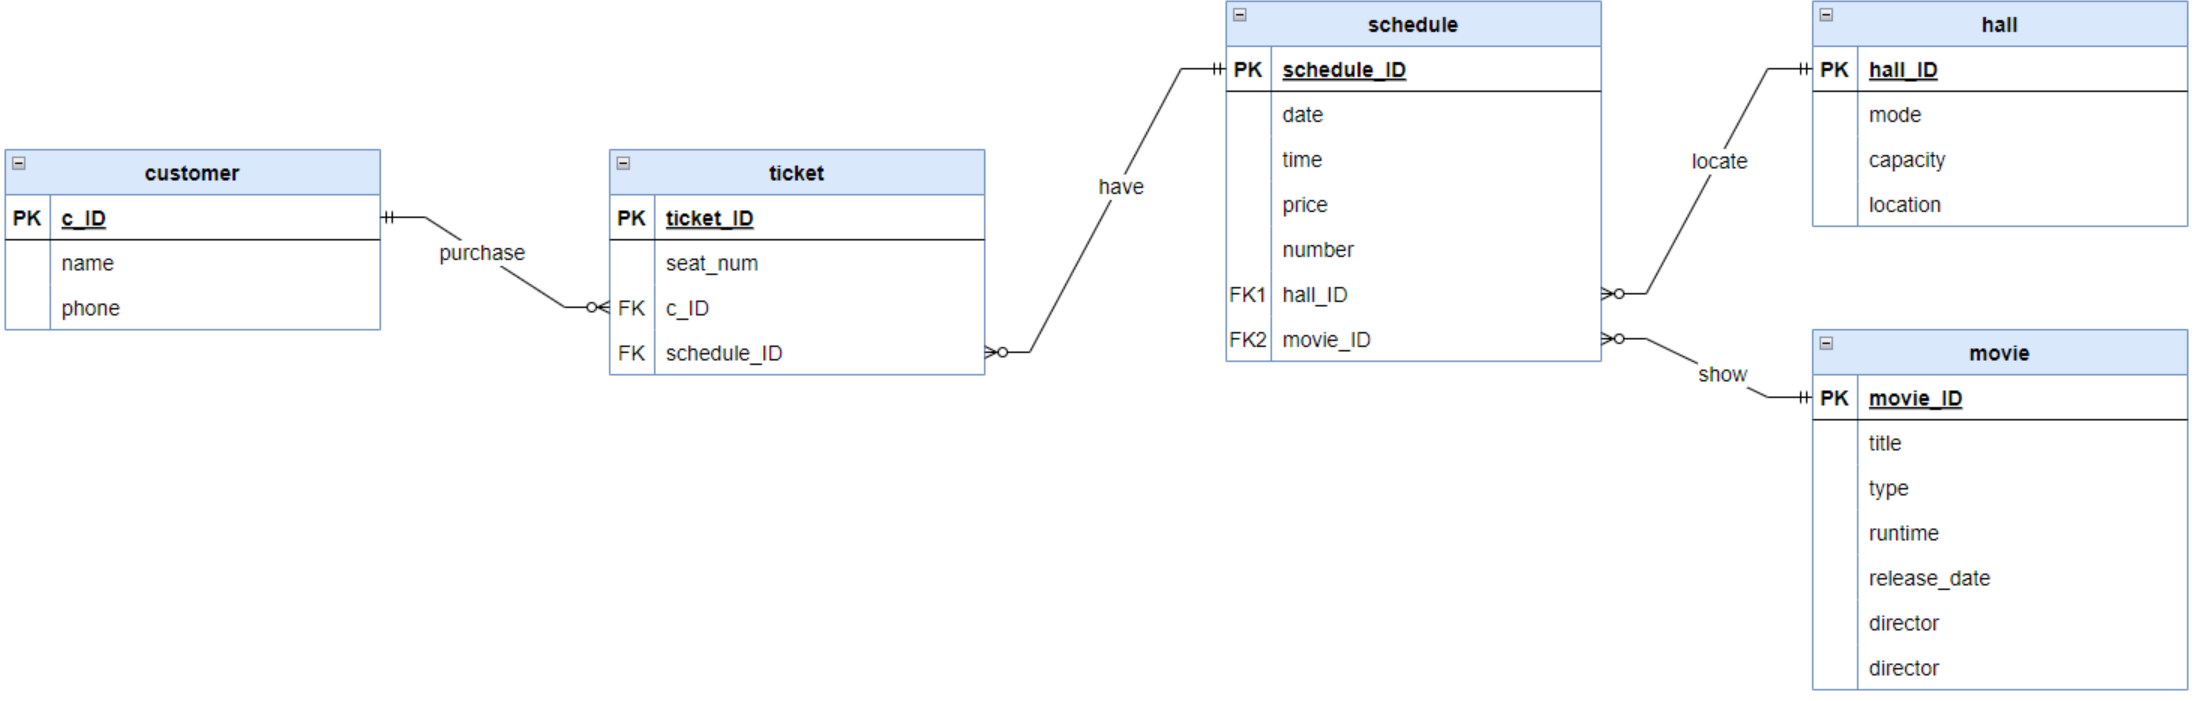 customer
PK c_ID
name
phone
purchase
ticket
PK ticket_ID
seat_num
FK c_ID
FK schedule_ID
have
schedule
PK schedule_ID
date
time
price
number
FK1 hall_ID
FK2 movie_ID
locate
show
hall
PK hall_ID
mode
capacity
location
movie
PK movie_ID
title
type
runtime
release_date
director
director